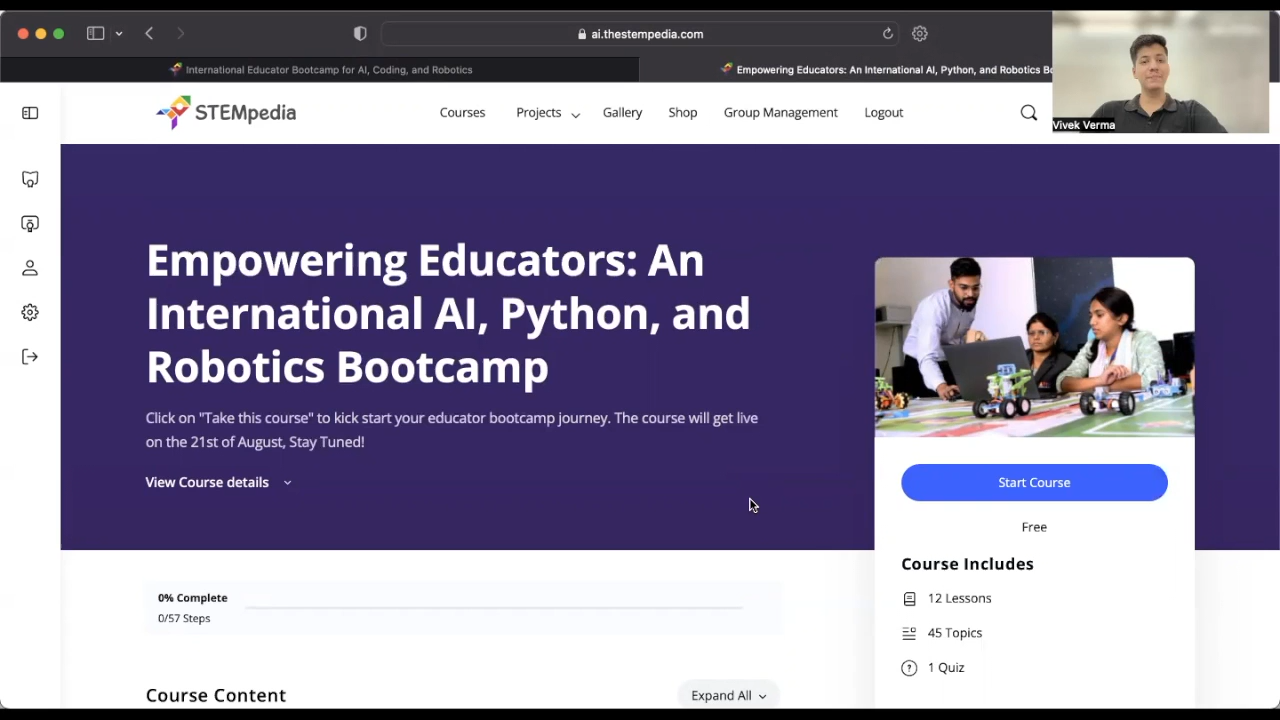 ai.thestempedia.com
International Educator Bootcamp for AI, Coding, and Robotics
Empowering Educators: An International AI, Python, and Robotics Bo
Vivek Verma
STEMpedia
Courses
Projects
Gallery
Shop
Group Management
Logout
Empowering Educators: An
International AI, Python, and
Robotics Bootcamp
Click on "Take this course" to kick start your educator bootcamp journey. The course will get live
on the 21st of August, Stay Tuned!
View Course details
Start Course
Free
Course Includes
12 Lessons
45 Topics
1 Quiz
0% Complete
0/57 Steps
Course Content
Expand All